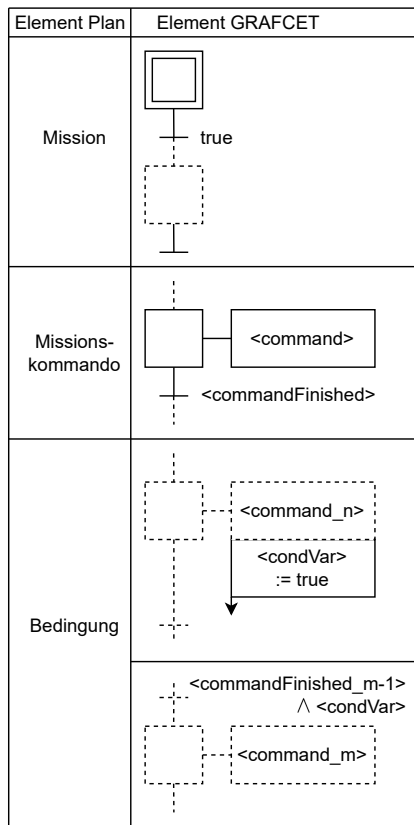 Element Plan
Element GRAFCET
Mission
true
Missions-
kommando
<command>
<commandFinished>
Bedingung
<command_n>
<condVar>
:= true
<commandFinished_m-1>
∧ <condVar>
<command_m>